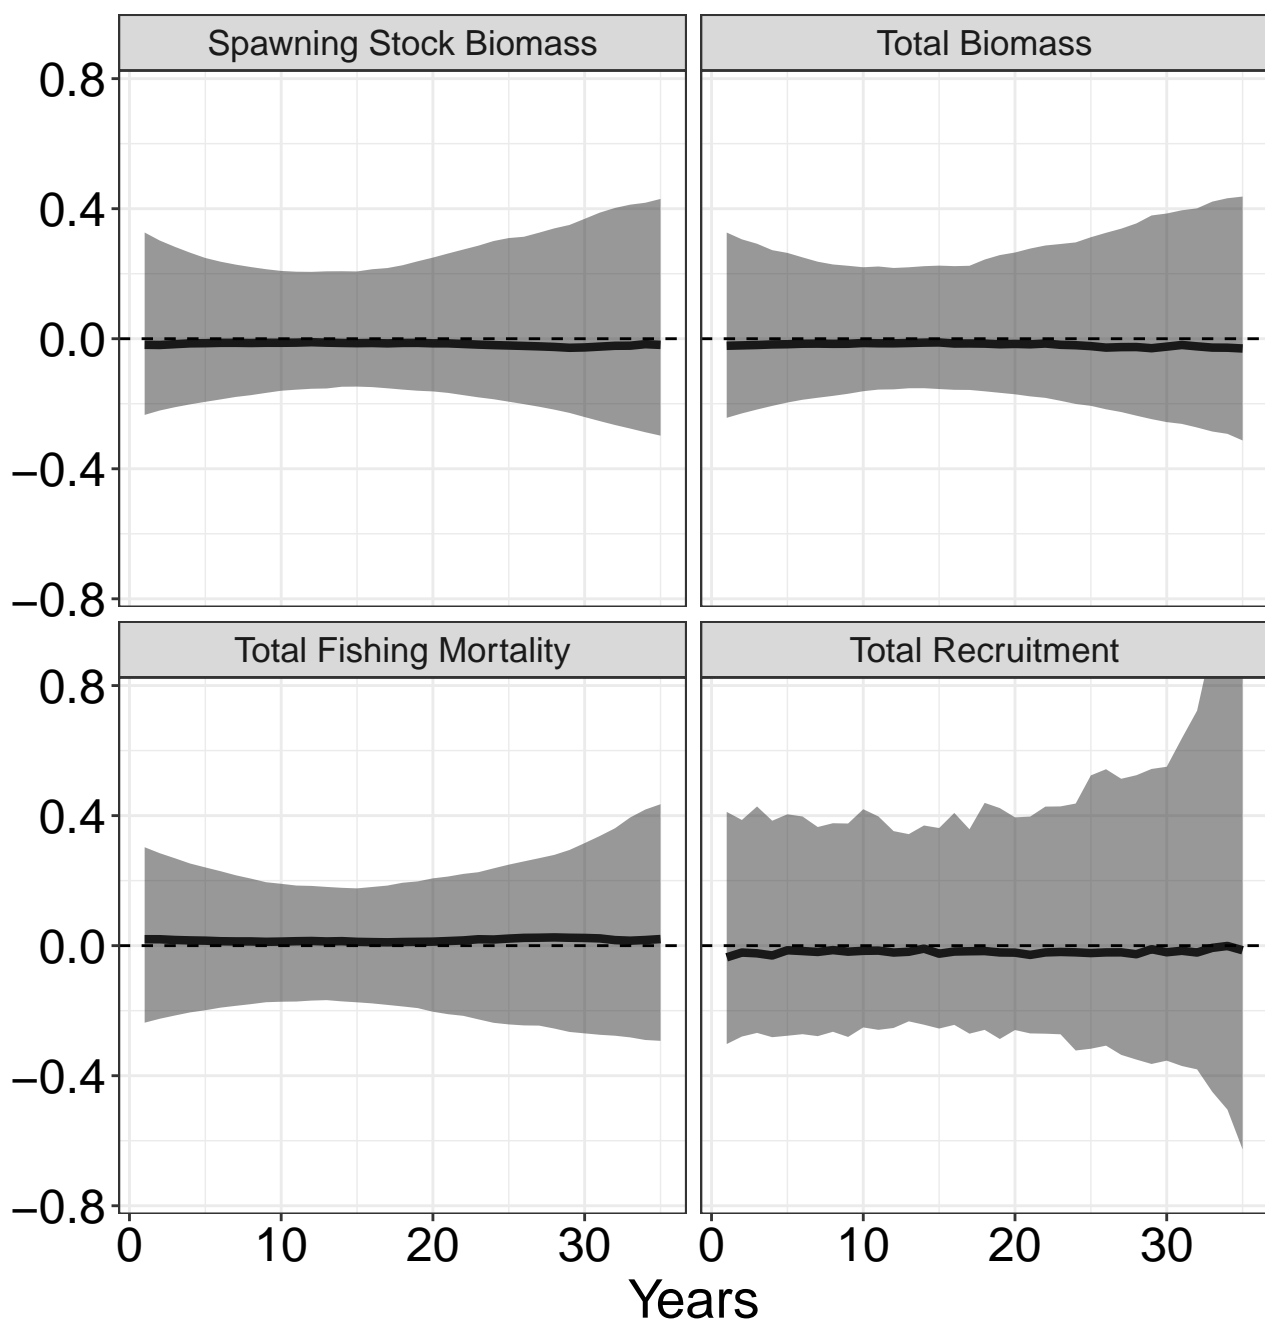 Spawning Stock Biomass
Total Biomass
0.8
0.4
0.0
−0.4
−0.8
Total Fishing Mortality
Total Recruitment
0.8
0.4
0.0
−0.4
−0.8
0 10 20 30
0 10 20 30
Years